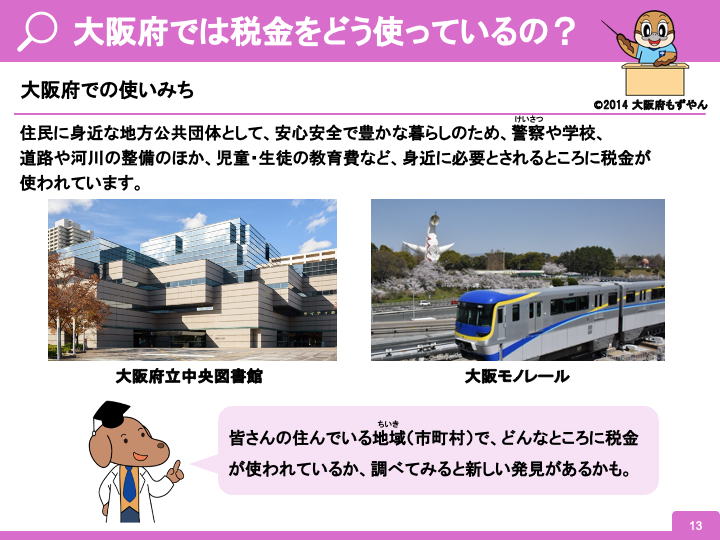 大阪府では税金をどう使っているの？
©2014 大阪府もずやん
大阪府での使いみち
けいさつ
住民に身近な地方公共団体として、安心安全で豊かな暮らしのため、警察や学校、
道路や河川の整備のほか、児童・生徒の教育費など、身近に必要とされるところに税金が
使われています。
大阪府立中央図書館
大阪モノレール
ちいき
皆さんの住んでいる地域（市町村）で、どんなところに税金
が使われているか、調べてみると新しい発見があるかも。
13